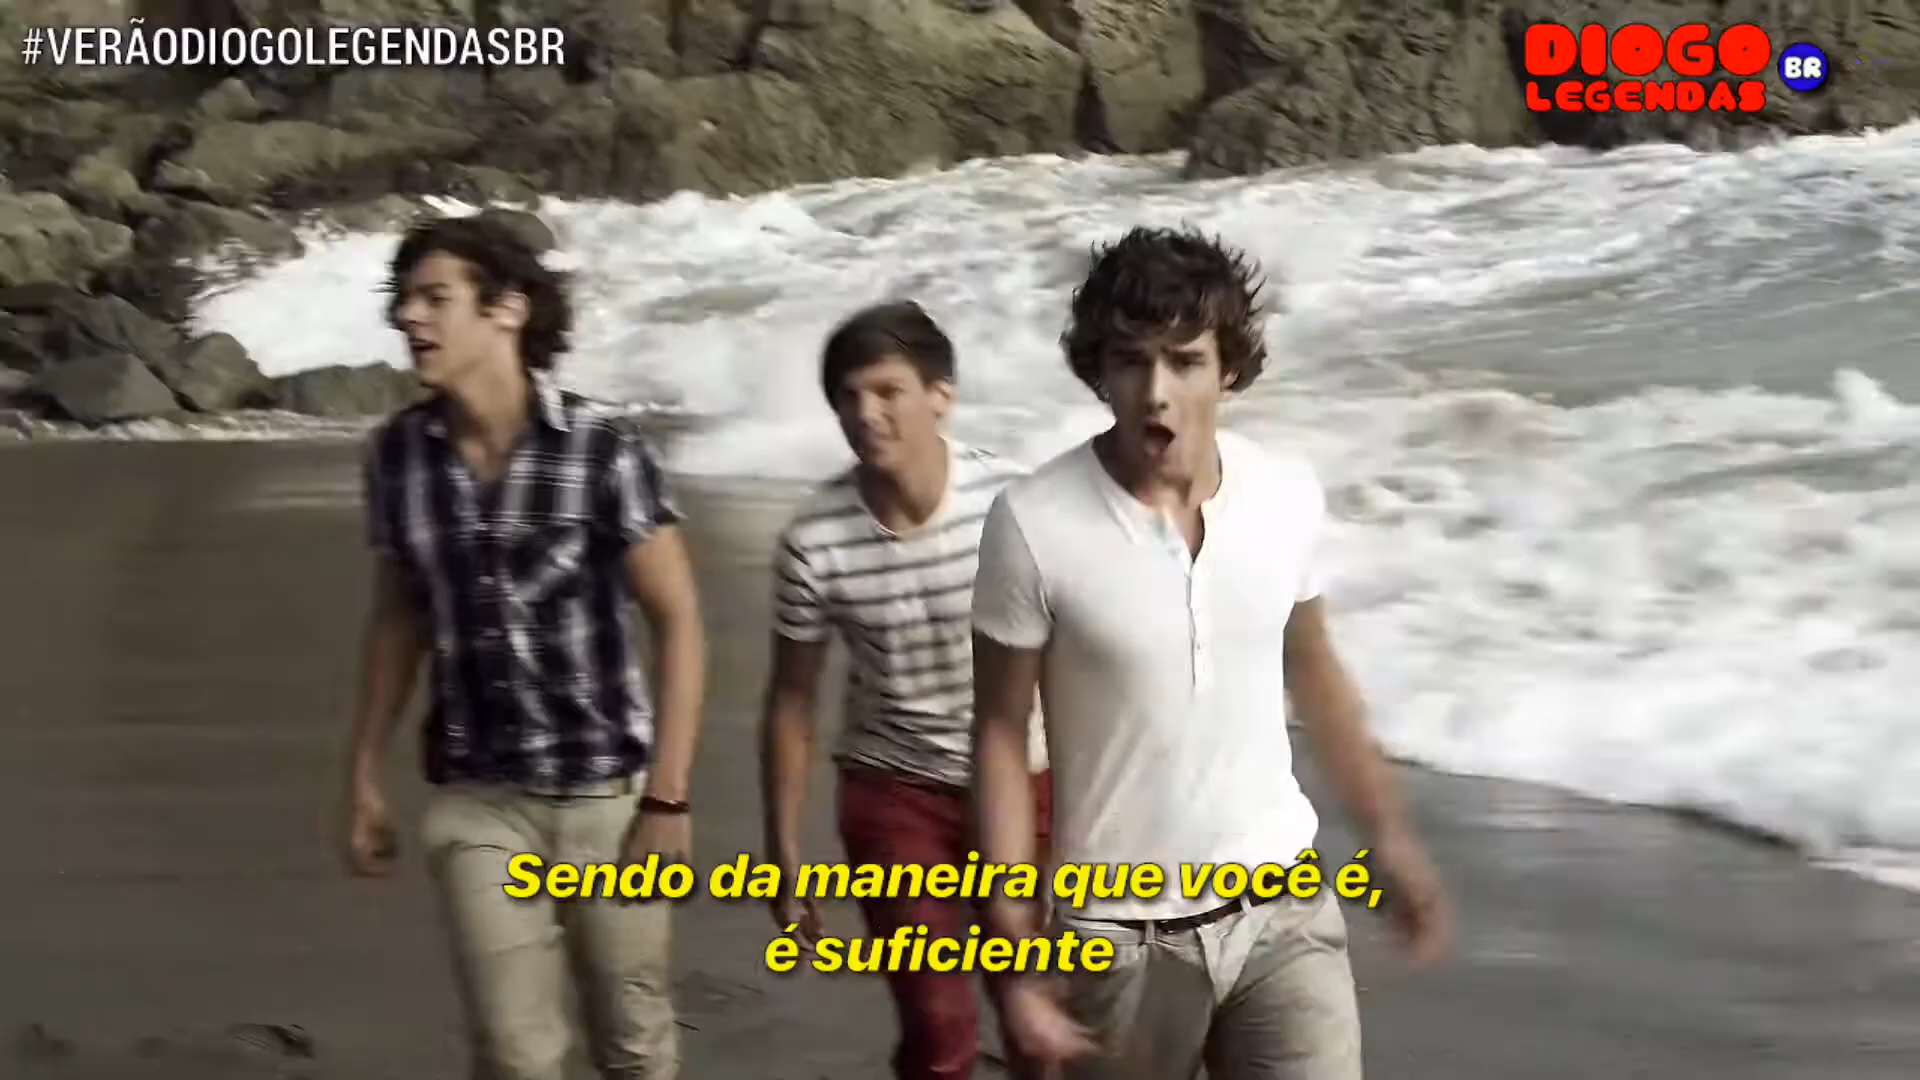 #VERÃODIOGOLEGENDASBR
DIOGO
BR
LEGENDAS
Sendo da maneira que você é,
é suficiente